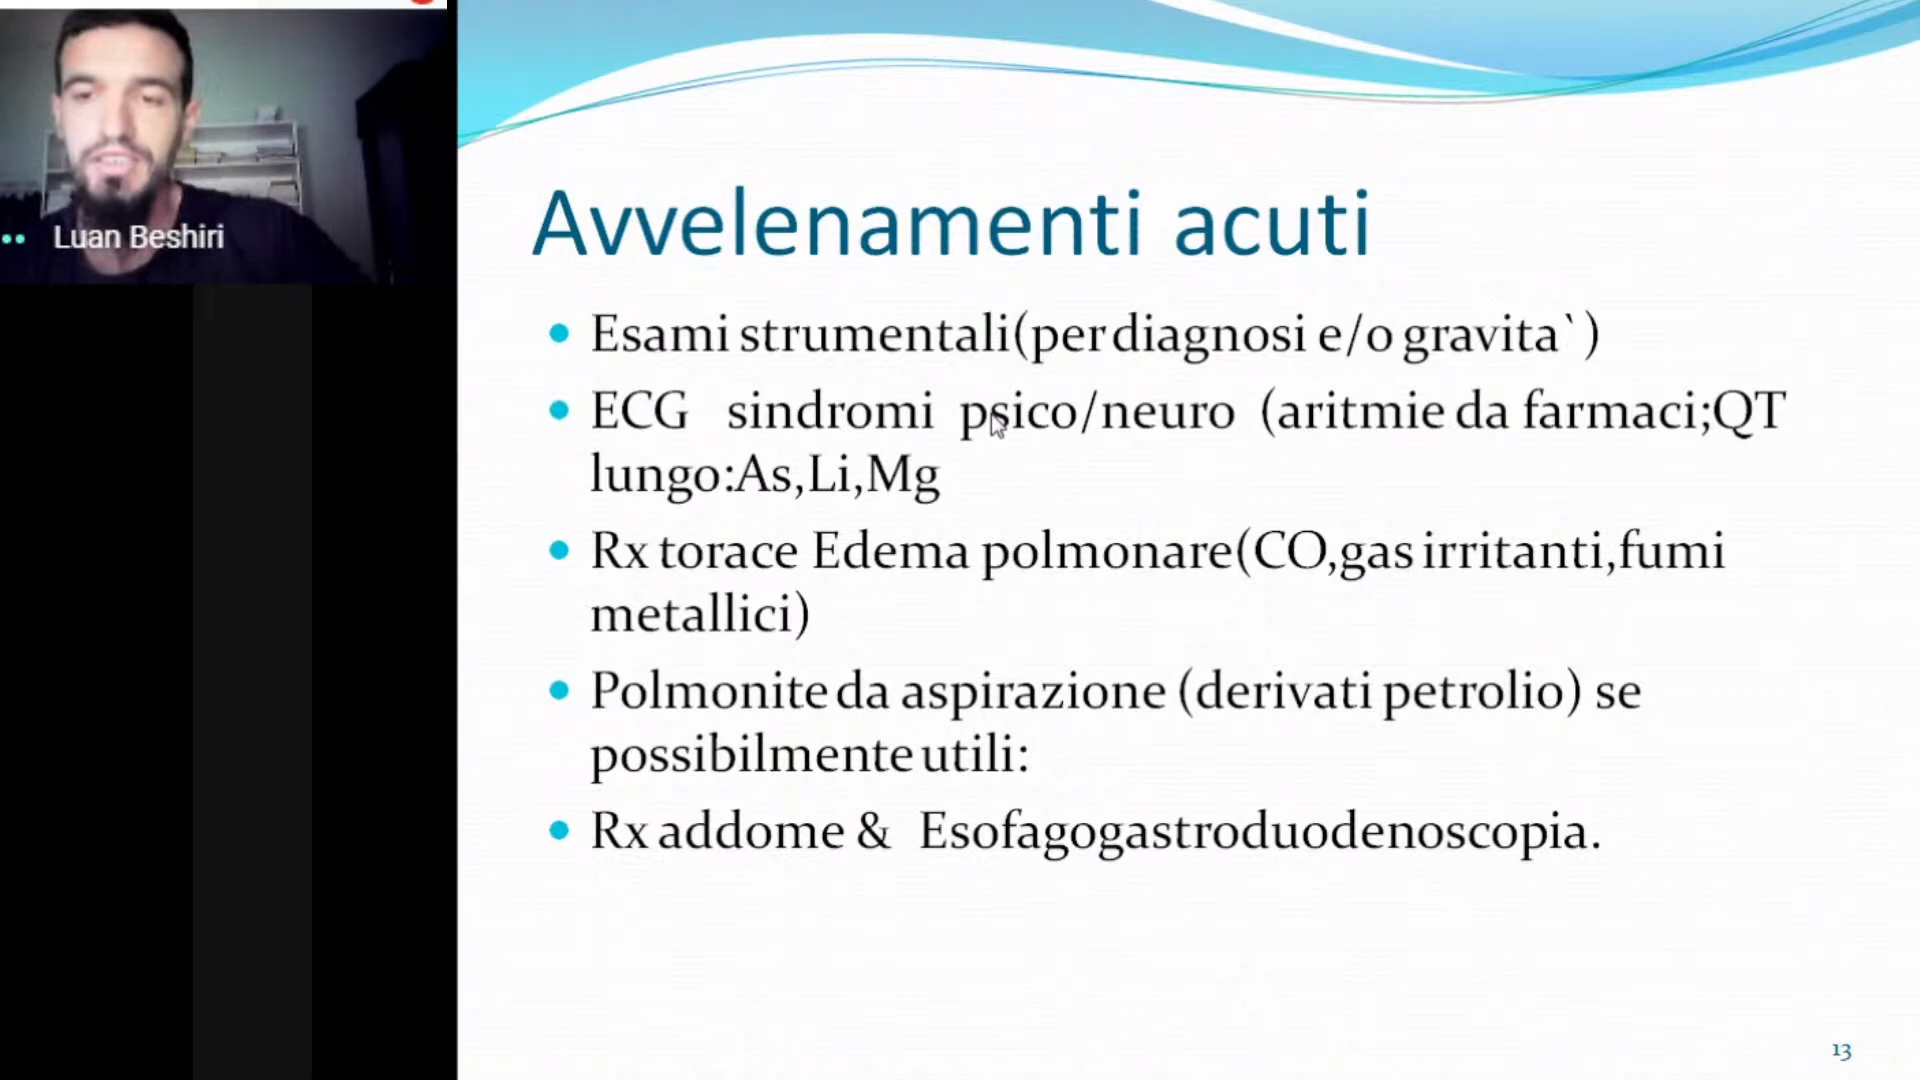 Luan Beshiri
Avvelenamenti acuti
Esami strumentali(per diagnosi e/o gravita`)
ECG sindromi psico/neuro (aritmie da farmaci;QT
lungo:As,Li,Mg
Rx torace Edema polmonare(CO,gas irritanti,fumi
metallici)
Polmonite da aspirazione (derivati petrolio) se
possibilmente utili:
Rx addome & Esofagogastroduodenoscopia.
13